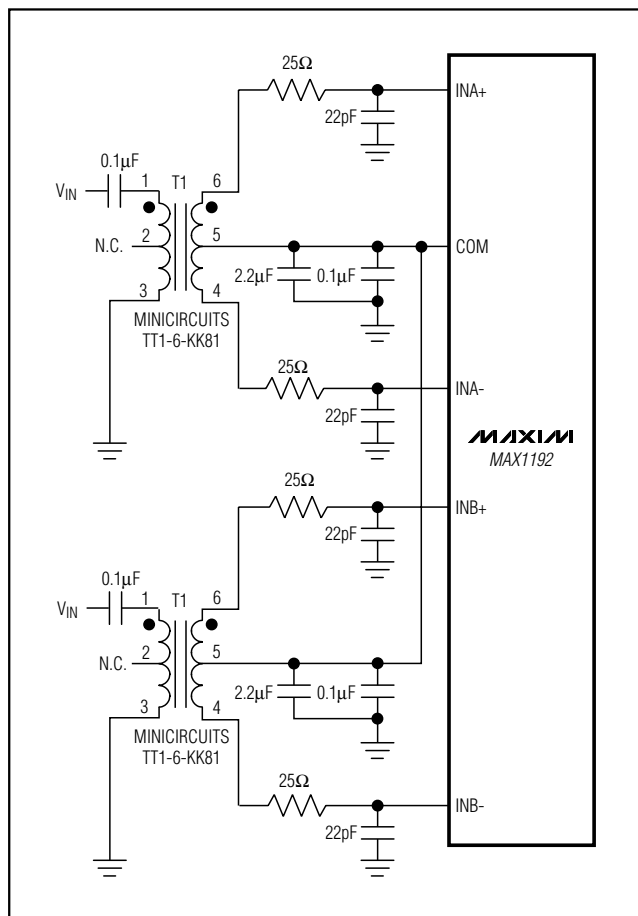 25Ω
INA+
22pF
0.1μF
VIN
1
T1
6
N.C.
2
5
COM
2.2μF
0.1μF
3
4
MINICIRCUITS
TT1-6-KK81
25Ω
INA-
22pF
MAXIM
MAX1192
25Ω
INB+
22pF
0.1μF
VIN
1
T1
6
N.C.
2
5
2.2μF
0.1μF
3
4
MINICIRCUITS
TT1-6-KK81
25Ω
INB-
22pF